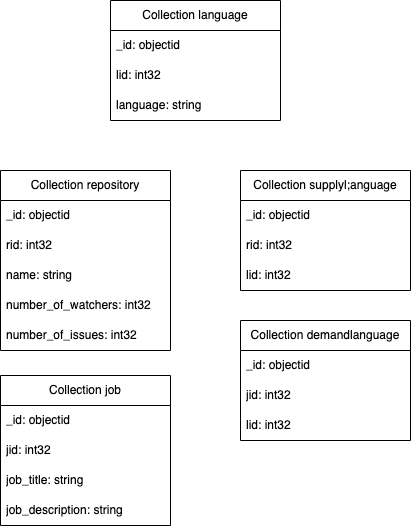 Collection language
_id: objectid
lid: int32
language: string
Collection repository
_id: objectid
rid: int32
name: string
number_of_watchers: int32
number_of_issues: int32
Collection supplyl;anguage
_id: objectid
rid: int32
lid: int32
Collection demandlanguage
_id: objectid
jid: int32
lid: int32
Collection job
_id: objectid
jid: int32
job_title: string
job_description: string